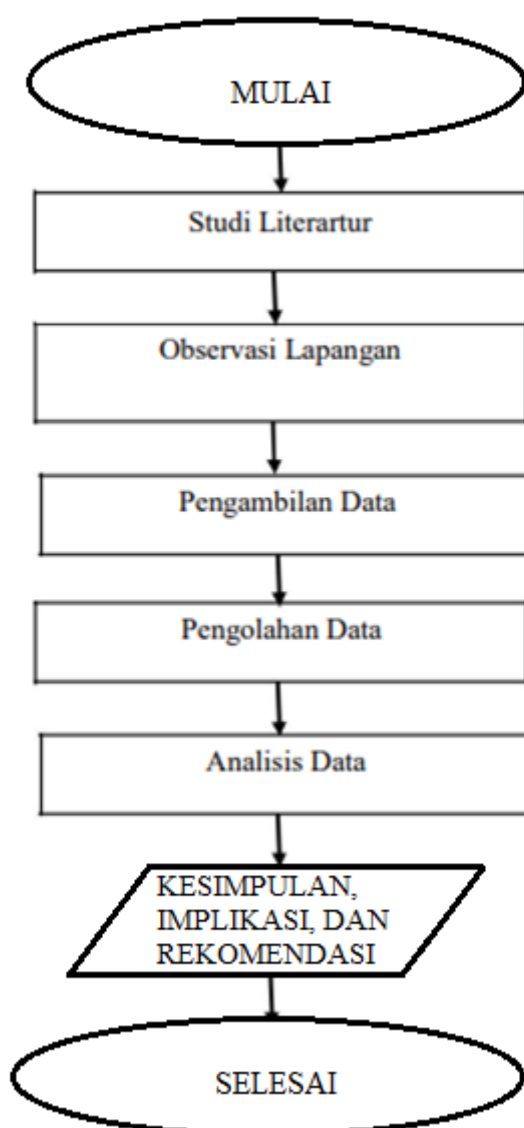 MULAI
Studi Literartur
Observasi Lapangan
Pengambilan Data
Pengolahan Data
Analisis Data
KESIMPULAN,
IMPLIKASI, DAN
REKOMENDASI
SELESAI